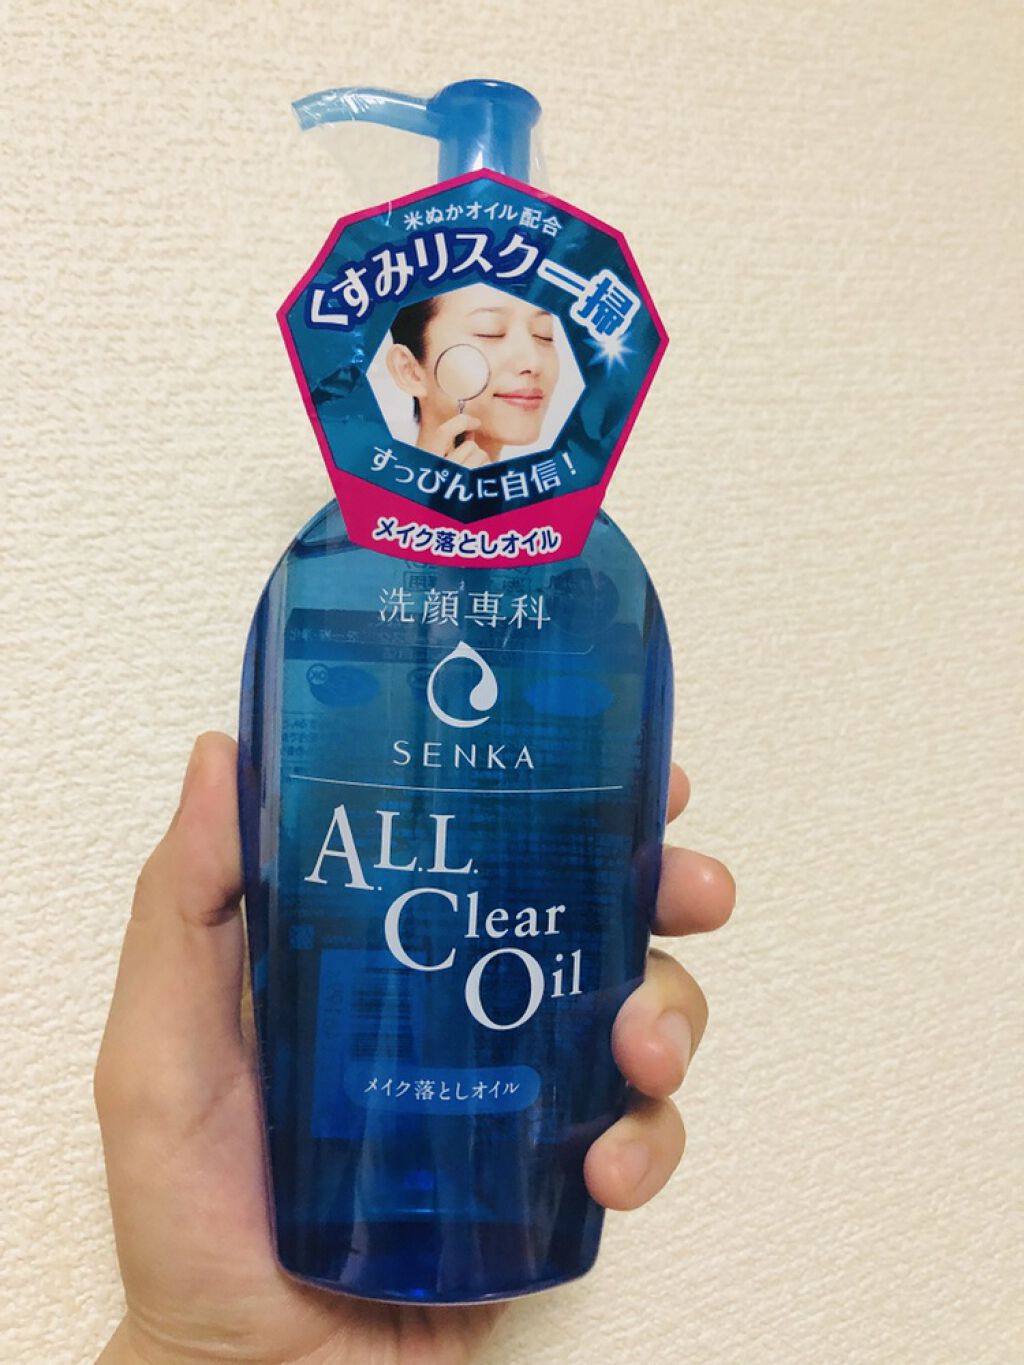 米ぬかオイル配合
くすみリスク一掃
すっぴんに自信!
メイク落としオイル
洗顔専科
SENKA
A.L.L.
Clear
Oil
メイク落としオイル